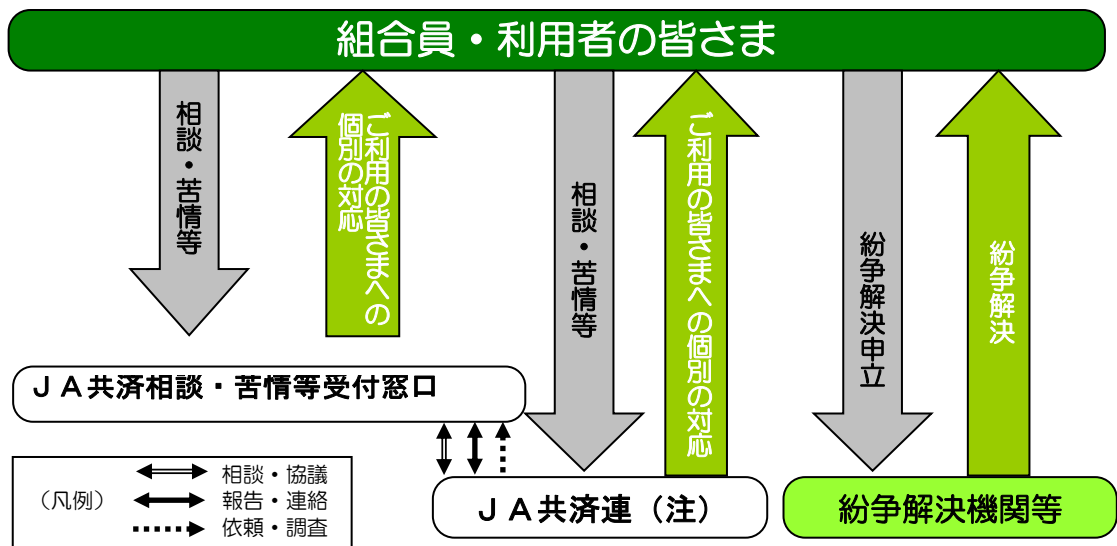 組合員・利用者の皆さま
相談・苦情等
ご利用の皆さまへの
個別の対応
相談・苦情等
ご利用の皆さまへの個別の対応
紛争解決申立
紛争解決
ＪＡ共済相談・苦情等受付窓口
ＪＡ共済連（注）
紛争解決機関等
（凡例）
相談・協議
報告・連絡
依頼・調査